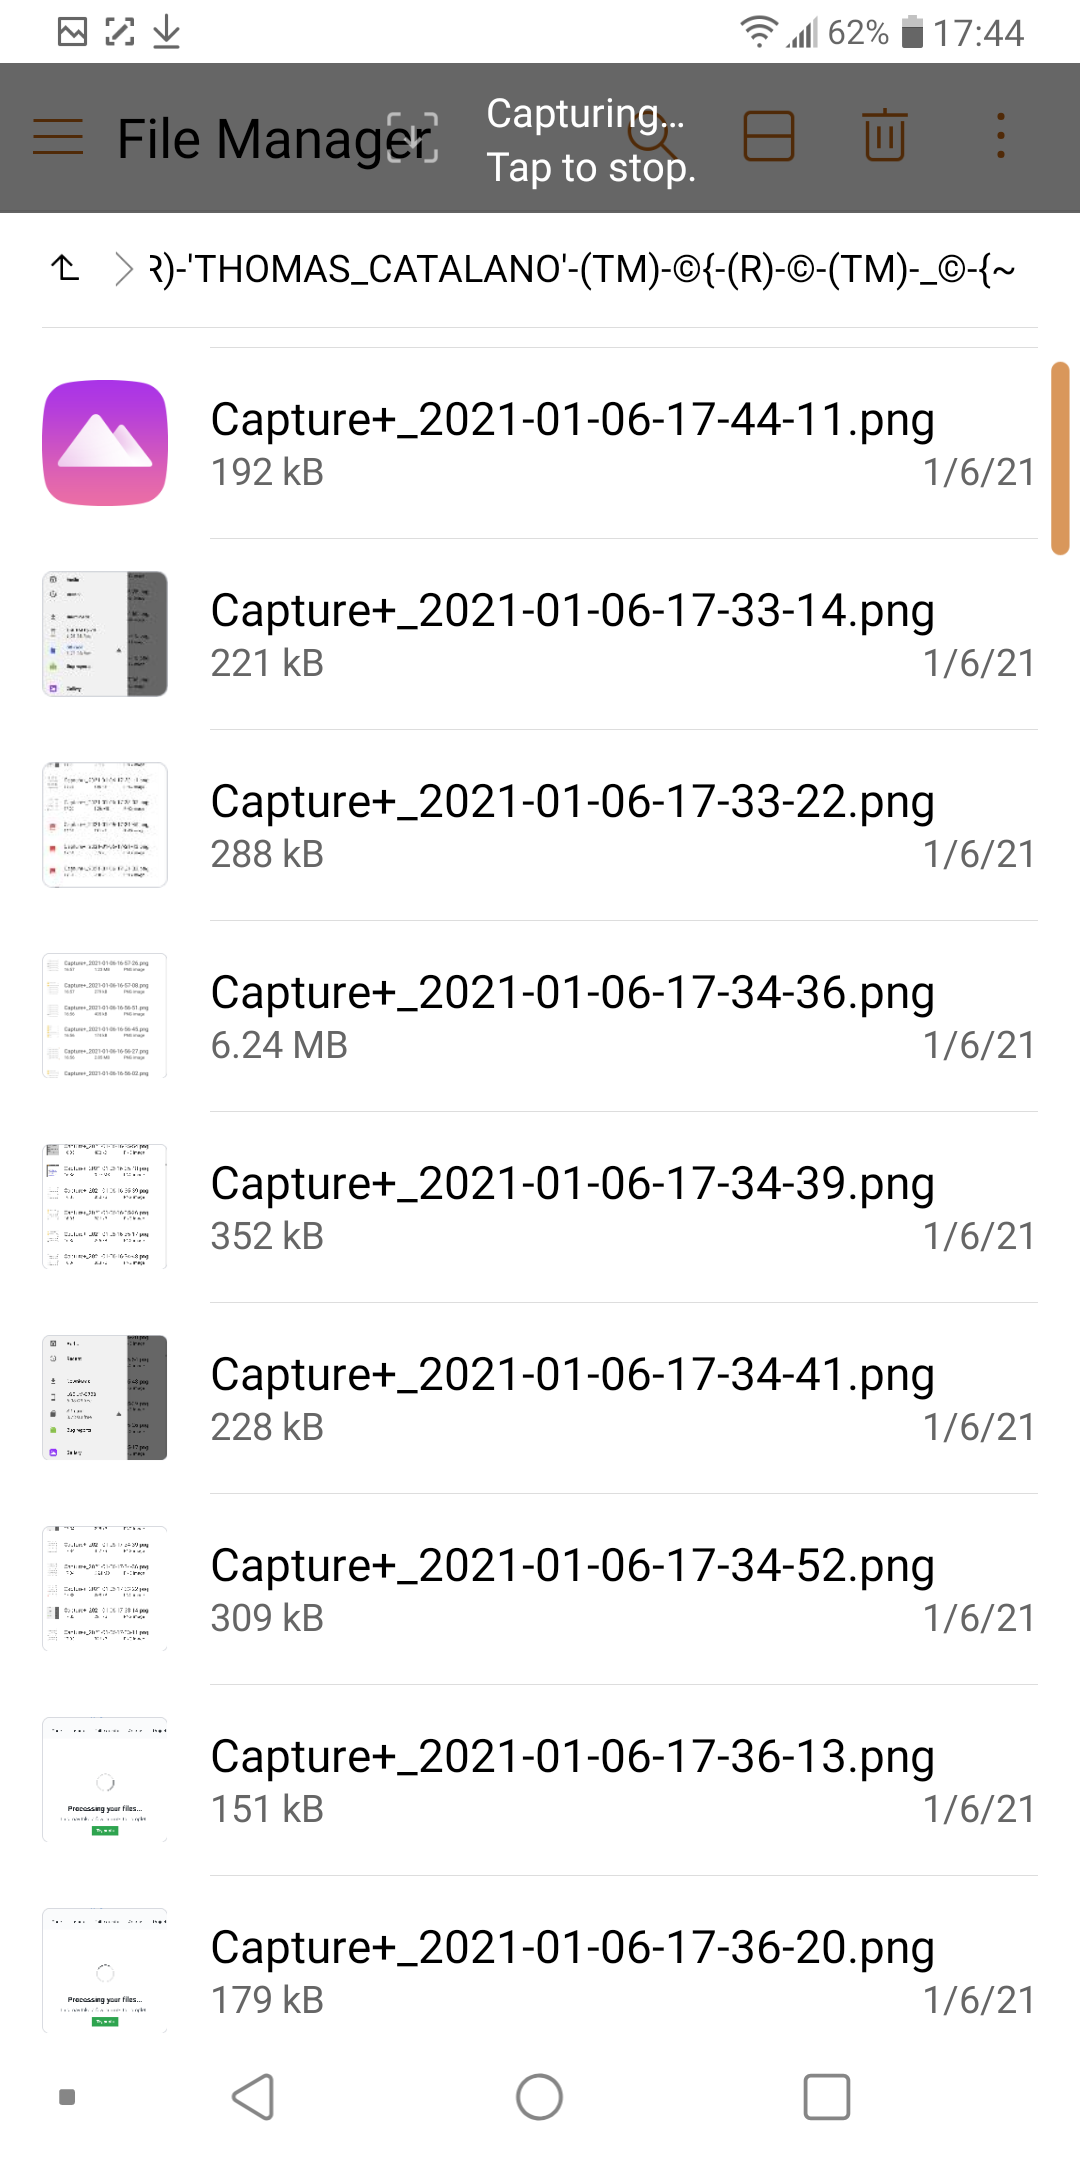 62% 17:44
File Manager
Capturing...
Tap to stop.
R)-'THOMAS_CATALANO'-(TM)-©{-(R)-©-(TM)-_©-{~
Capture+_2021-01-06-17-44-11.png
192 kB 1/6/21
Capture+_2021-01-06-17-33-14.png
221 kB 1/6/21
Capture+_2021-01-06-17-33-22.png
288 kB 1/6/21
Capture+_2021-01-06-17-34-36.png
6.24 MB 1/6/21
Capture+_2021-01-06-17-34-39.png
352 kB 1/6/21
Capture+_2021-01-06-17-34-41.png
228 kB 1/6/21
Capture+_2021-01-06-17-34-52.png
309 kB 1/6/21
Processing your files...
Capture+_2021-01-06-17-36-13.png
151 kB 1/6/21
Processing your files...
Capture+_2021-01-06-17-36-20.png
179 kB 1/6/21